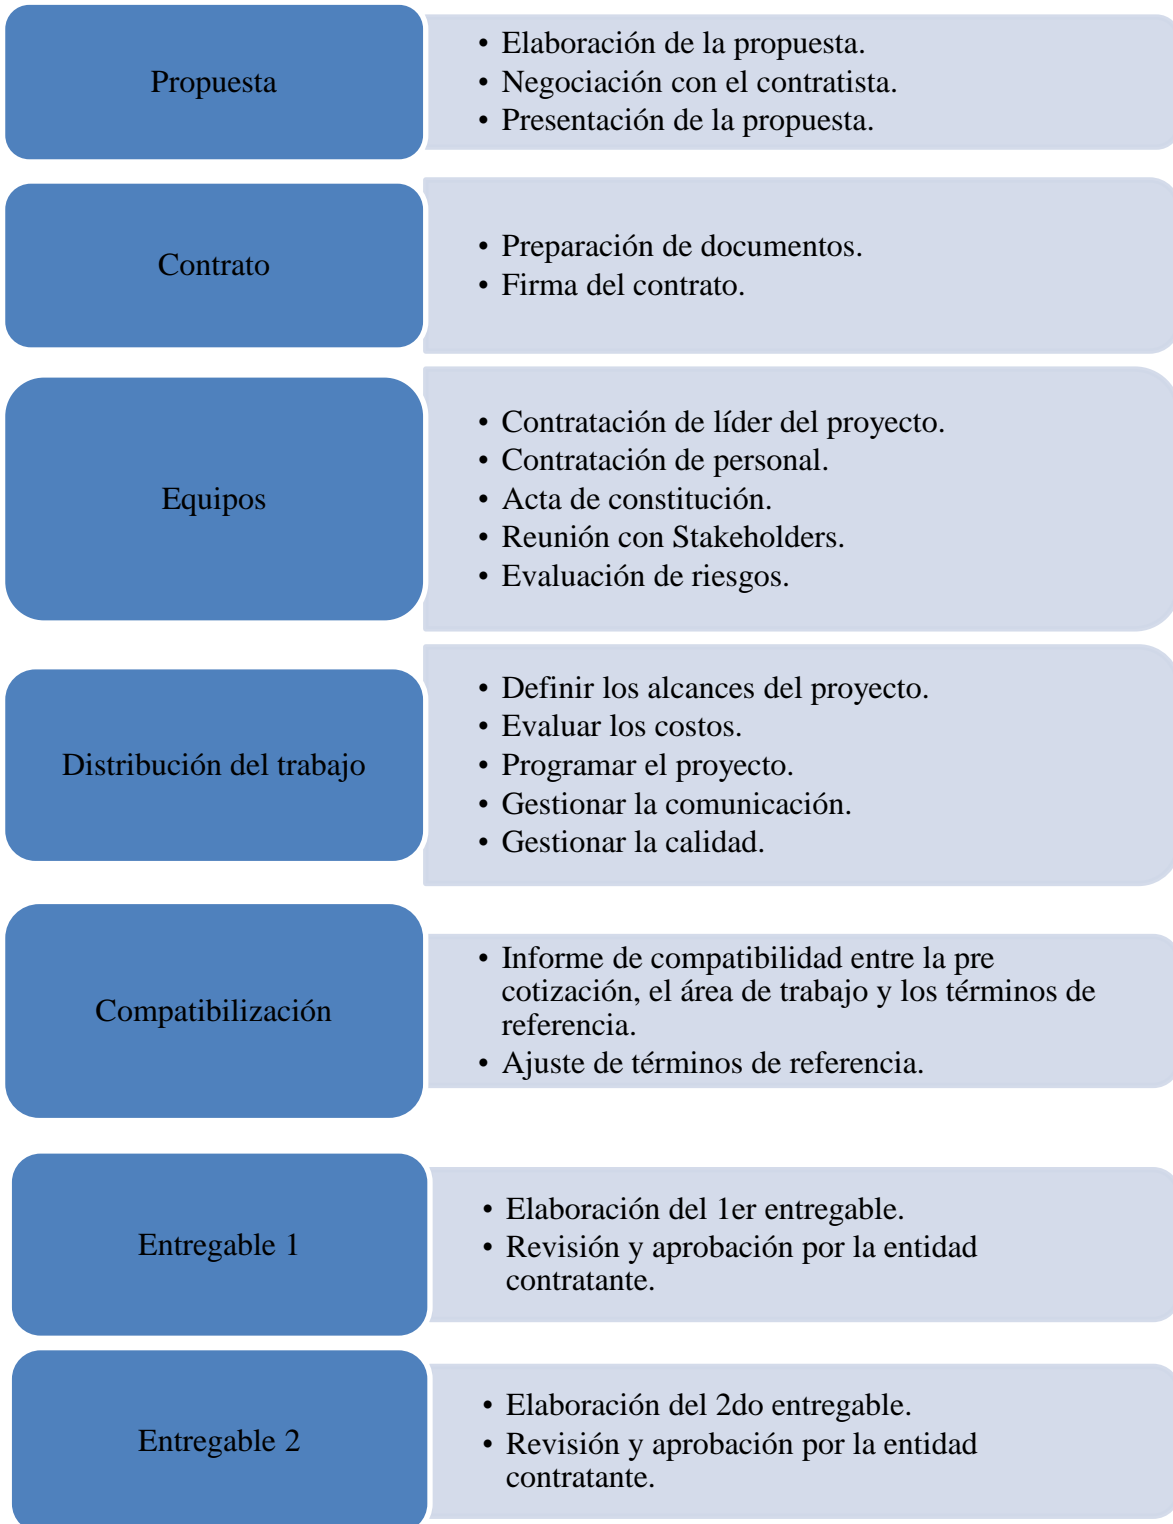 Propuesta
• Elaboración de la propuesta.
• Negociación con el contratista.
• Presentación de la propuesta.
Contrato
• Preparación de documentos.
• Firma del contrato.
Equipos
• Contratación de líder del proyecto.
• Contratación de personal.
• Acta de constitución.
• Reunión con Stakeholders.
• Evaluación de riesgos.
Distribución del trabajo
• Definir los alcances del proyecto.
• Evaluar los costos.
• Programar el proyecto.
• Gestionar la comunicación.
• Gestionar la calidad.
Compatibilización
• Informe de compatibilidad entre la pre
cotización, el área de trabajo y los términos de
referencia.
• Ajuste de términos de referencia.
Entregable 1
• Elaboración del 1er entregable.
• Revisión y aprobación por la entidad
contratante.
Entregable 2
• Elaboración del 2do entregable.
• Revisión y aprobación por la entidad
contratante.